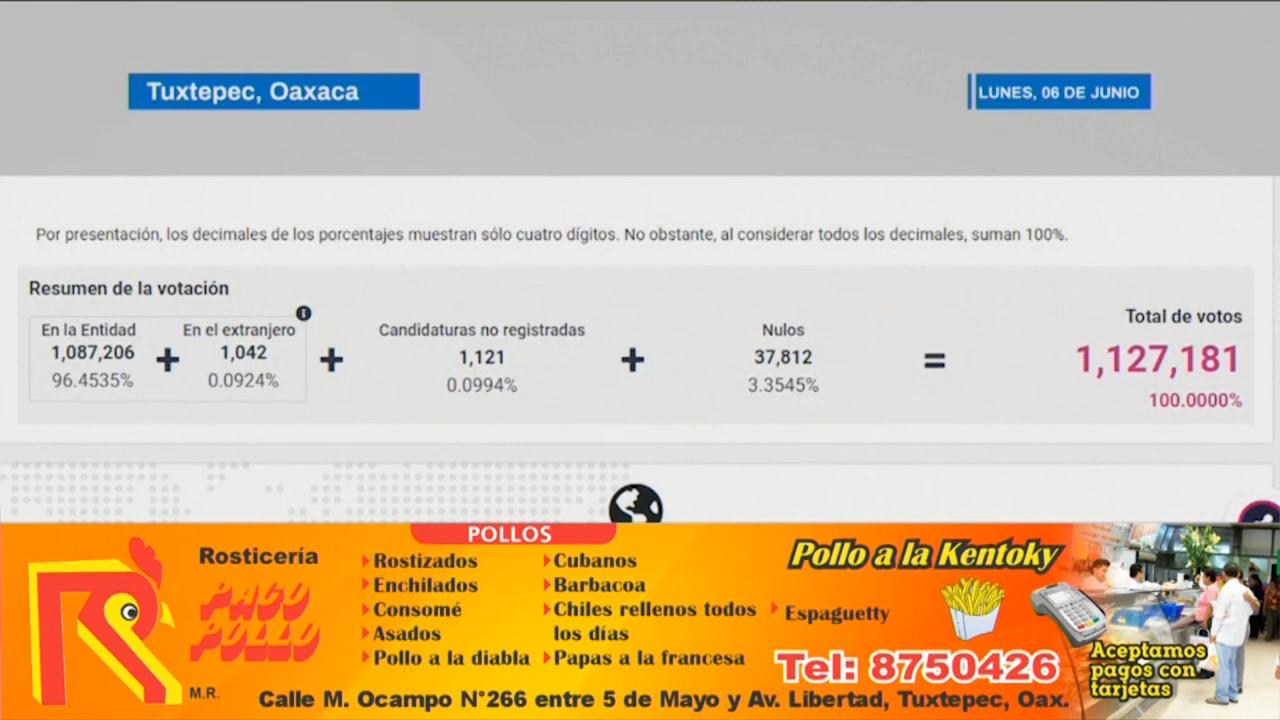 Tuxtepec, Oaxaca
LUNES, 06 DE JUNIO
Por presentación, los decimales de los porcentajes muestran sólo cuatro dígitos. No obstante, al considerar todos los decimales, suman 100%.
Resumen de la votación
En la Entidad
1,087,206
96.4535%
+
En el extranjero
1,042
0.0924%
+
Candidaturas no registradas
1,121
0.0994%
+
Nulos
37,812
3.3545%
=
Total de votos
1,127,181
100.0000%
Rosticería
PACO
POLLO
M.R.
POLLOS
Rostizados
Enchilados
Consomé
Asados
Pollo a la diabla
Cubanos
Barbacoa
Chiles rellenos todos
los días
Papas a la francesa
Pollo a la Kentoky
Espaguetty
Tel: 8750426
Aceptamos
pagos con
tarjetas
Calle M. Ocampo N°266 entre 5 de Mayo y Av. Libertad, Tuxtepec, Oax.